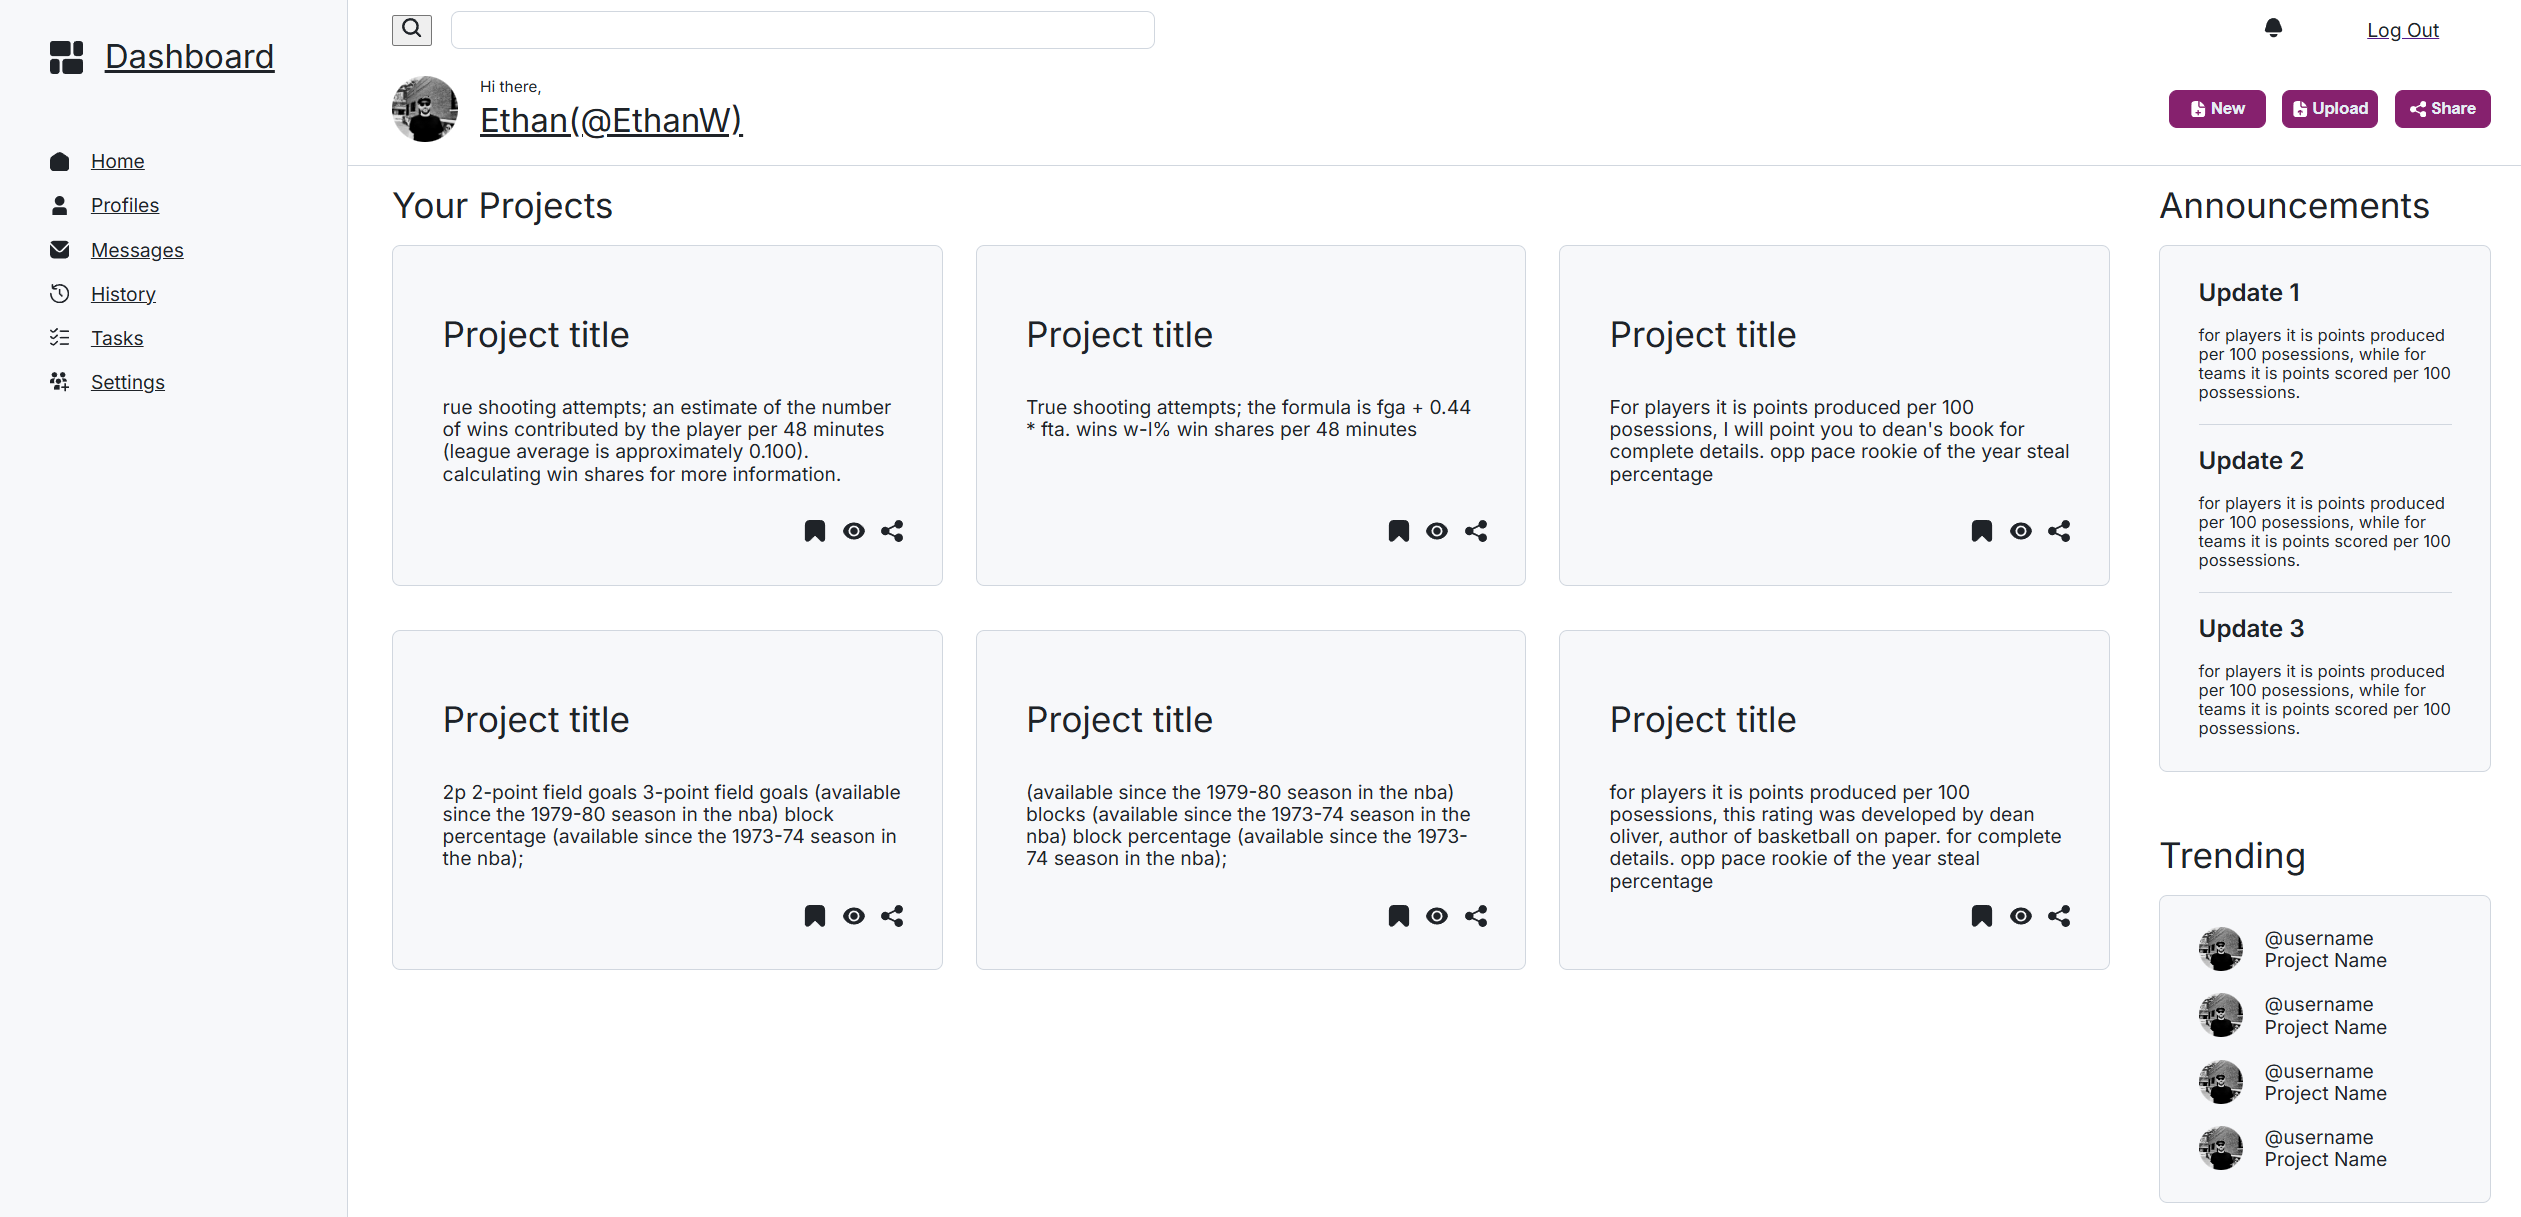 Dashboard
Home
Profiles
Messages
History
Tasks
Settings
Log Out
Hi there,
Ethan(@EthanW)
New
Upload
Share
Your Projects
Project title
rue shooting attempts; an estimate of the number
of wins contributed by the player per 48 minutes
(league average is approximately 0.100).
calculating win shares for more information.
Project title
True shooting attempts; the formula is fga + 0.44
* fta. wins w-l% win shares per 48 minutes
Project title
For players it is points produced per 100
posessions, I will point you to dean's book for
complete details. opp pace rookie of the year steal
percentage
Project title
2p 2-point field goals 3-point field goals (available
since the 1979-80 season in the nba) block
percentage (available since the 1973-74 season in
the nba);
Project title
(available since the 1979-80 season in the nba)
blocks (available since the 1973-74 season in the
nba) block percentage (available since the 1973-
74 season in the nba);
Project title
for players it is points produced per 100
posessions, this rating was developed by dean
oliver, author of basketball on paper. for complete
details. opp pace rookie of the year steal
percentage
Announcements
Update 1
for players it is points produced
per 100 posessions, while for
teams it is points scored per 100
possessions.
Update 2
for players it is points produced
per 100 posessions, while for
teams it is points scored per 100
possessions.
Update 3
for players it is points produced
per 100 posessions, while for
teams it is points scored per 100
possessions.
Trending
@username
Project Name
@username
Project Name
@username
Project Name
@username
Project Name